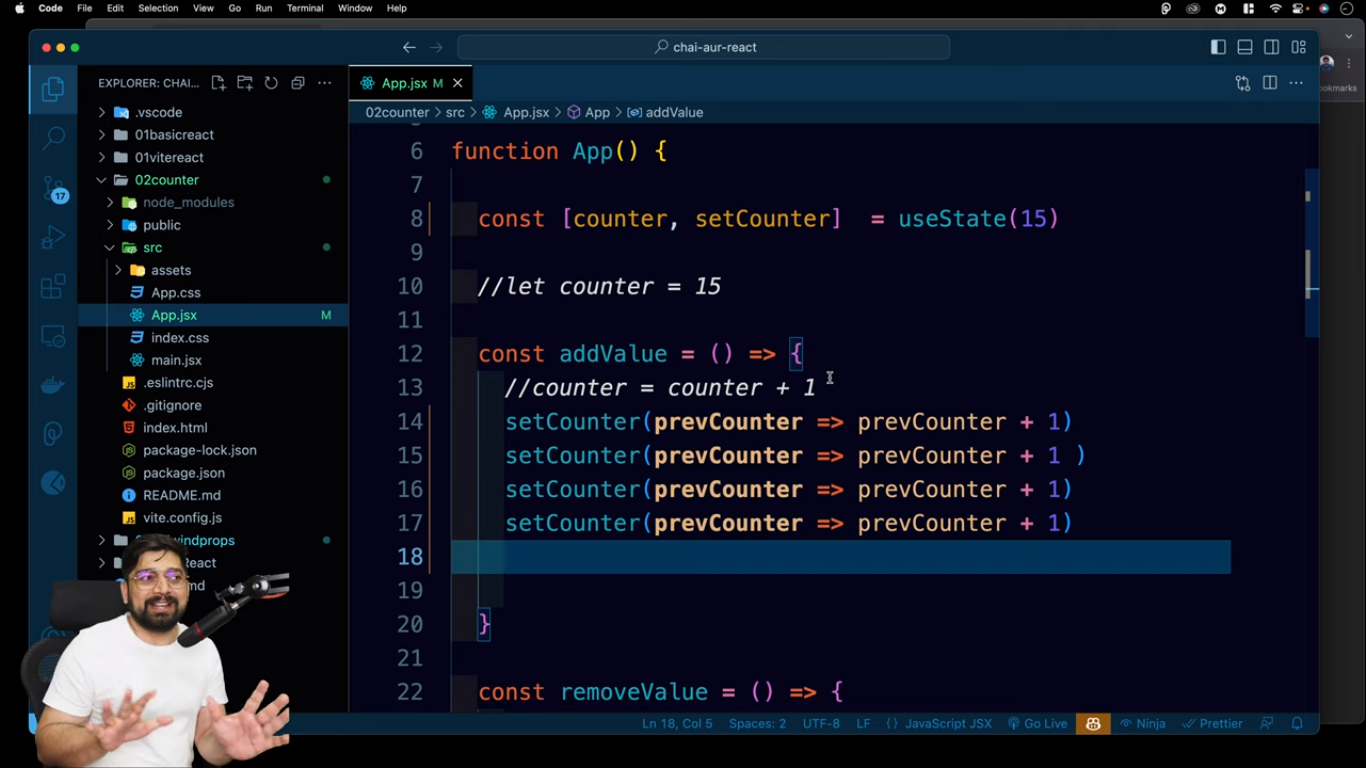 Code File Edit Selection View Go Run Terminal Window Help
chai-aur-react
EXPLORER: CHAI...
App.jsx M
ookmarks
.vscode
01basicreact
01vitereact
02counter
node_modules
public
src
assets
App.css
App.jsx M
index.css
main.jsx
.eslintrc.cjs
.gitignore
index.html
package-lock.json
package.json
README.md
vite.config.js
windprops
React
md
17
02counter > src > App.jsx > App > addValue
6 function App() {
7
8 const [counter, setCounter] = useState(15)
9
10 //let counter = 15
11
12 const addValue = () => {
13 //counter = counter + 1
14 setCounter(prevCounter => prevCounter + 1)
15 setCounter(prevCounter => prevCounter + 1 )
16 setCounter(prevCounter => prevCounter + 1)
17 setCounter(prevCounter => prevCounter + 1)
18
19
20 }
21
22 const removeValue = () => {
Ln 18, Col 5 Spaces: 2 UTF-8 LF {} JavaScript JSX Go Live Ninja Prettier